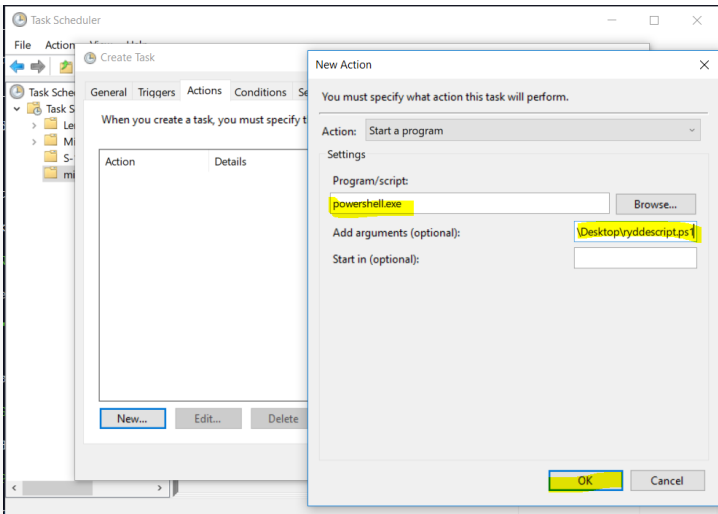 Task Scheduler
File Action View Help
Create Task
New Action
Task Sche
General Triggers Actions Conditions Se
You must specify what action this task will perform.
Task S
Le
When you create a task, you must specify t
Action: Start a program
Mi
S-
Settings
mi
Action Details
Program/script:
powershell.exe Browse...
Add arguments (optional): \Desktop\ryddescript.ps1
Start in (optional):
New... Edit... Delete
OK Cancel